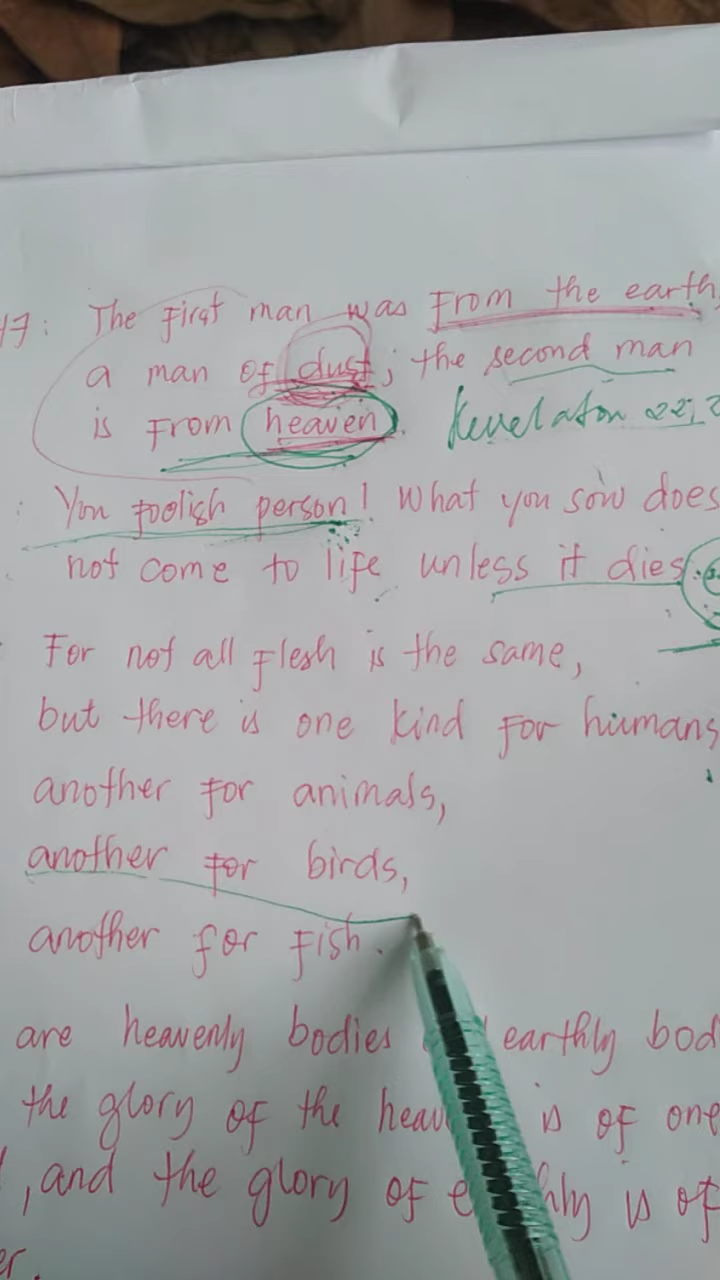 47: The first man was from the earth,
a man of dust; the second man
is from heaven. Revelation 22,
: You foolish person! What you sow does
not come to life unless it dies.
For not all flesh is the same,
but there is one kind for humans
another for animals,
another for birds,
another for fish.
are heavenly bodies earthly bod
the glory of the heav is of one
, and the glory of e hly is of
er.